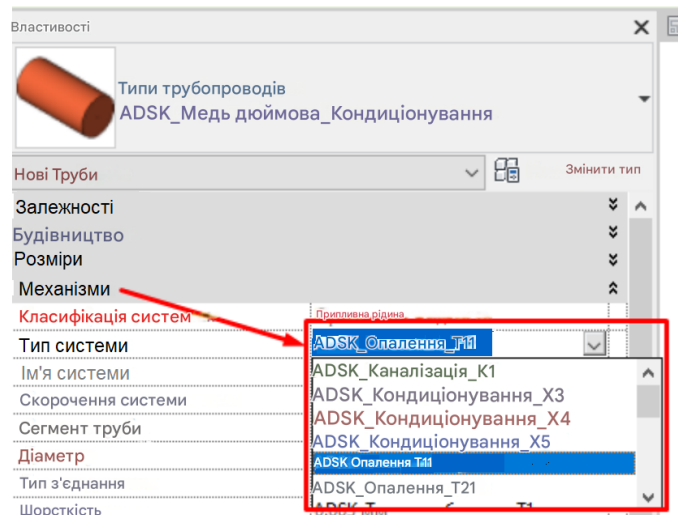 Властивості
Типи трубопроводів
ADSK_Медь дюймова_Кондиціонування
Нові Труби
Змінити тип
Залежності
Будівництво
Розміри
Механізми
Класифікація систем
Припливна рідина
Тип системи
ADSK_Опалення_Т11
Ім'я системи
ADSK_Каналізація_К1
Скорочення системи
ADSK_Кондиціонування_Х3
ADSK_Кондиціонування_Х4
Сегмент труби
ADSK_Кондиціонування_Х5
Діаметр
ADSK Опалення Т11
Тип з'єднання
ADSK_Опалення_Т21
Шорсткість